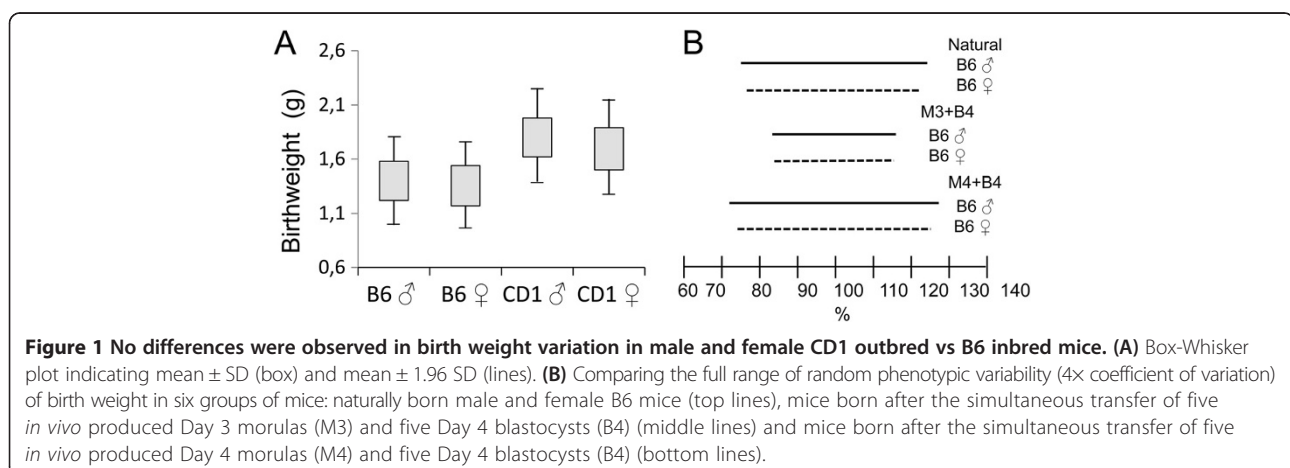 A
2,6
2,1
1,6
1,1
0,6
Birthweight (g)
B6 ♂ B6 ♀ CD1 ♂ CD1 ♀
B
Natural
B6 ♂
B6 ♀
M3+B4
B6 ♂
B6 ♀
M4+B4
B6 ♂
B6 ♀
60 70 80 90 100 110 120 130 140
%
Figure 1 No differences were observed in birth weight variation in male and female CD1 outbred vs B6 inbred mice. (A) Box-Whisker
plot indicating mean ± SD (box) and mean ± 1.96 SD (lines). (B) Comparing the full range of random phenotypic variability (4× coefficient of variation)
of birth weight in six groups of mice: naturally born male and female B6 mice (top lines), mice born after the simultaneous transfer of five
in vivo produced Day 3 morulas (M3) and five Day 4 blastocysts (B4) (middle lines) and mice born after the simultaneous transfer of five
in vivo produced Day 4 morulas (M4) and five Day 4 blastocysts (B4) (bottom lines).